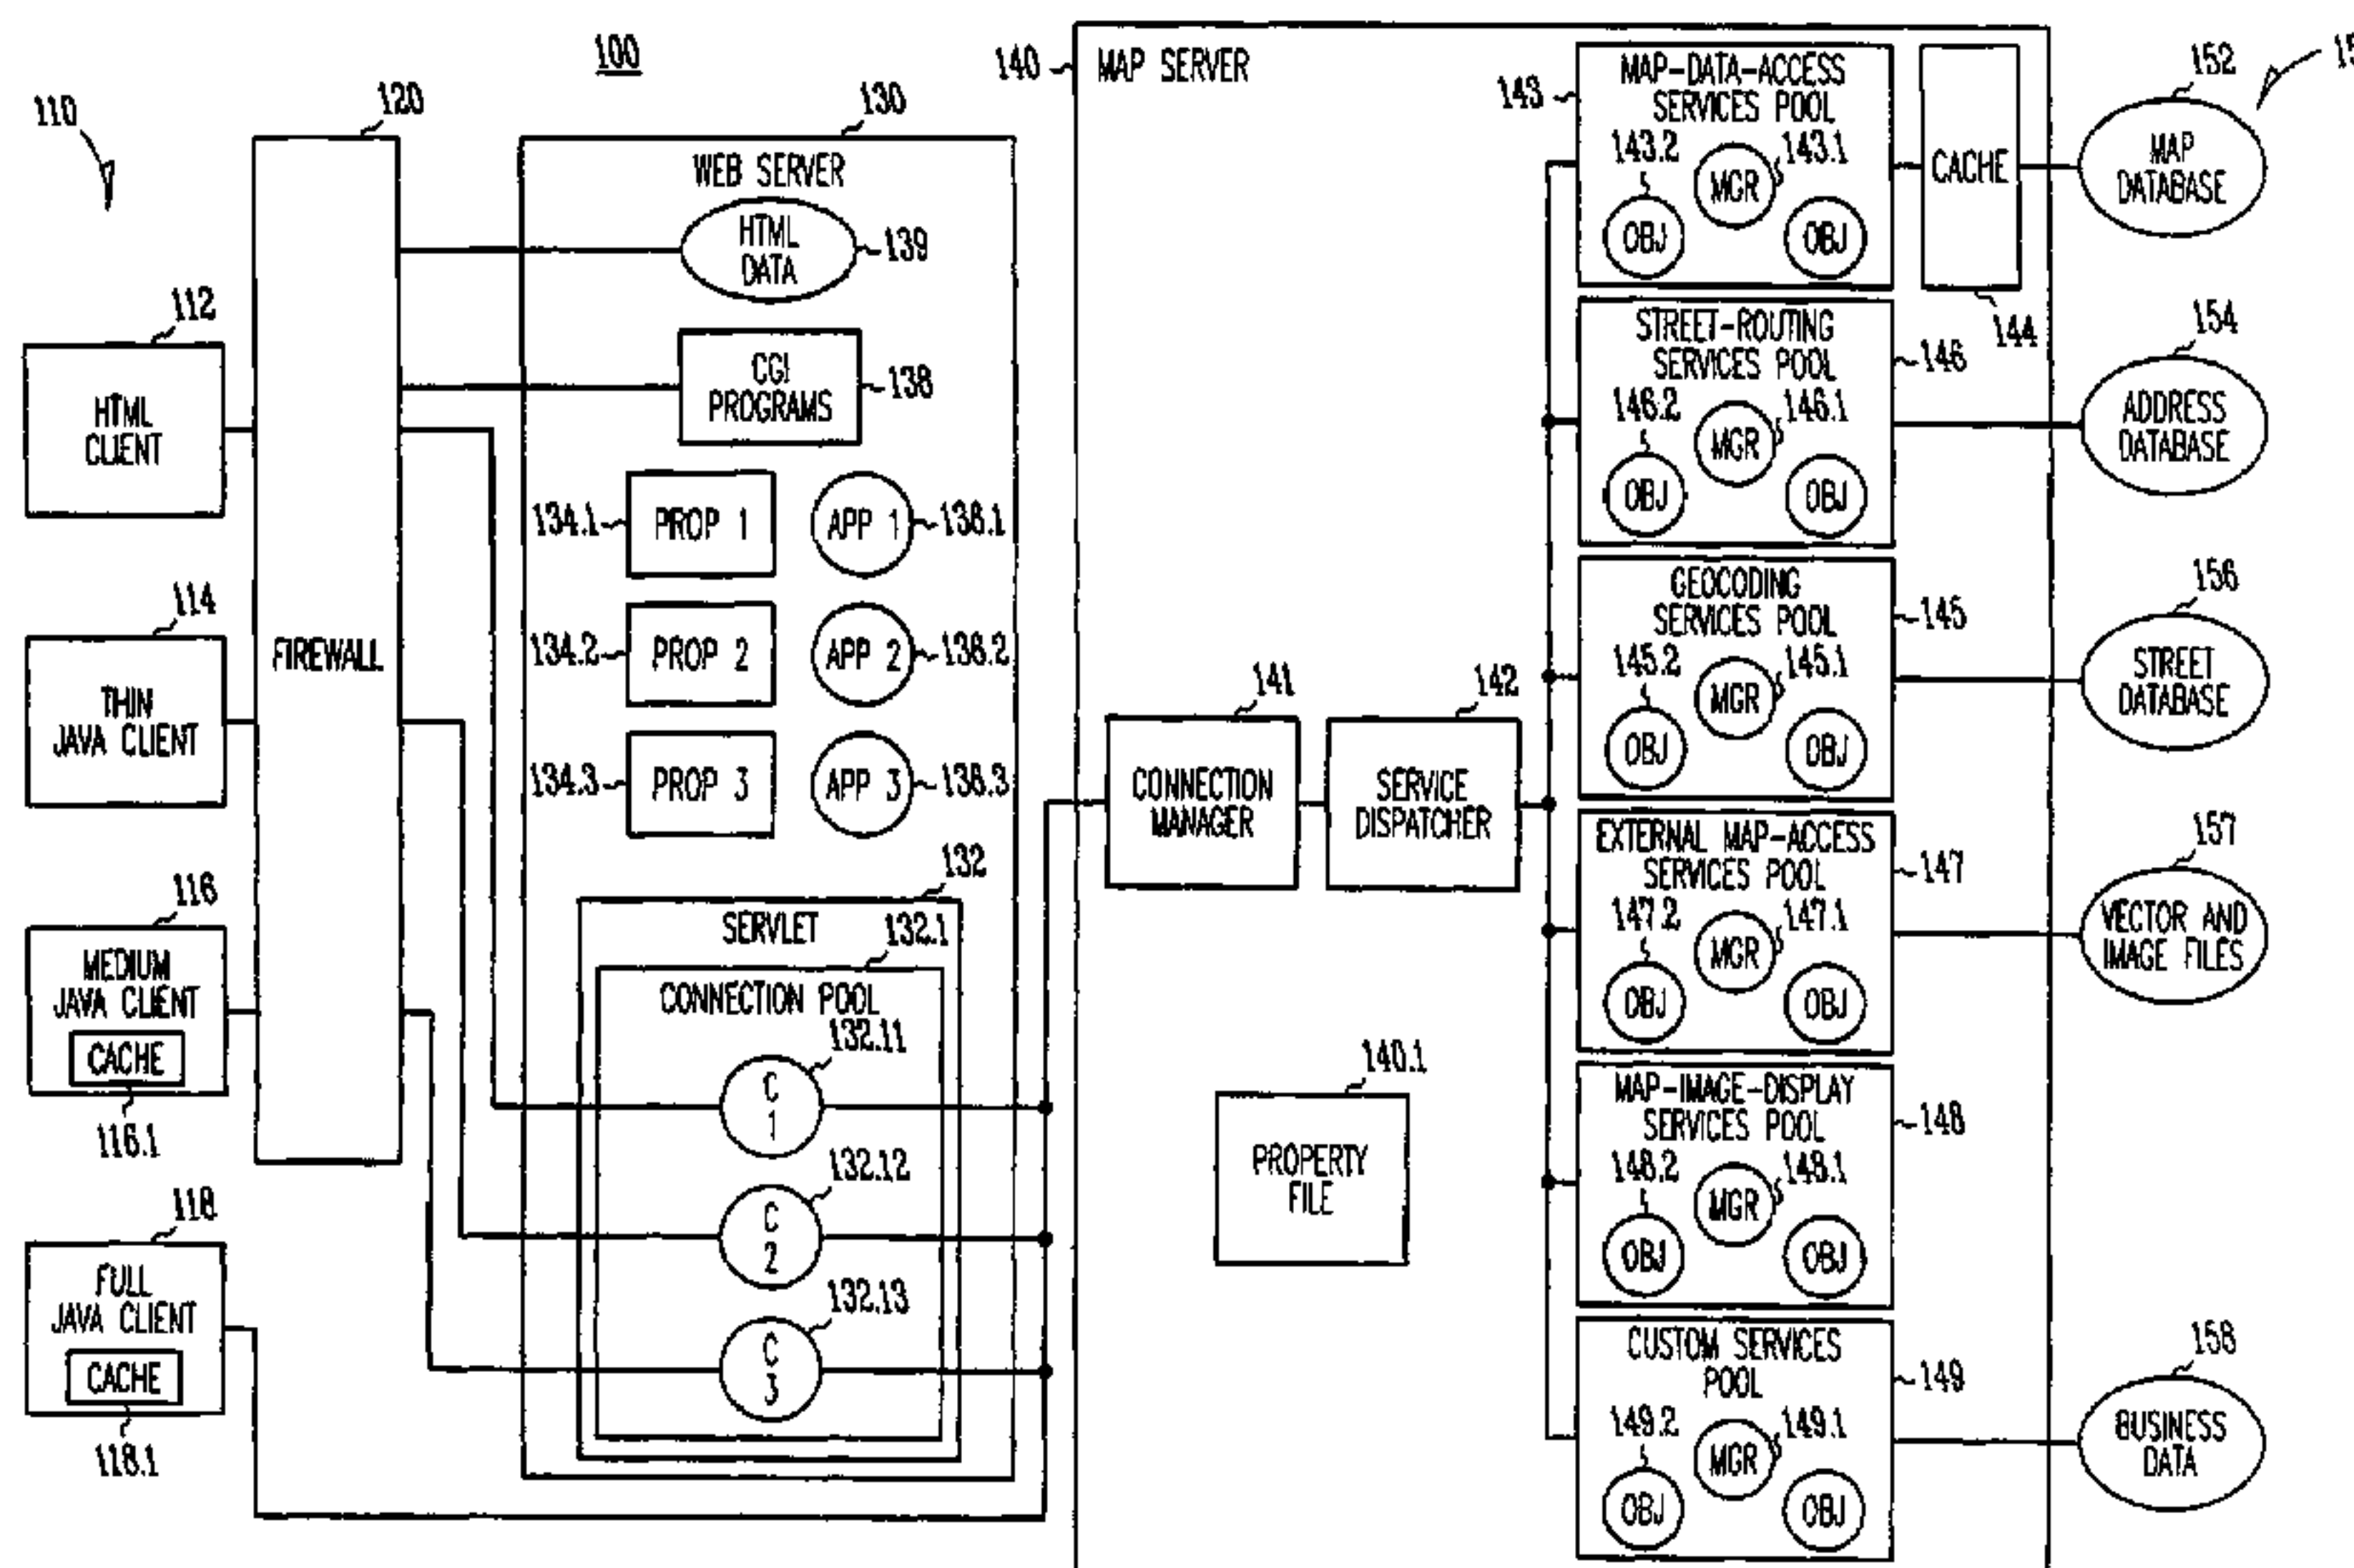 100
110
120
130
112
HTML
CLIENT
114
THIN
JAVA CLIENT
116
MEDIUM
JAVA CLIENT
CACHE
116.1
118
FULL
JAVA CLIENT
CACHE
118.1
FIREWALL
WEB SERVER
HTML
DATA
139
CGI
PROGRAMS
138
134.1
PROP 1
APP 1
136.1
134.2
PROP 2
APP 2
136.2
134.3
PROP 3
APP 3
136.3
132
SERVLET
132.1
CONNECTION POOL
132.11
C
1
132.12
C
2
132.13
C
3
140
MAP SERVER
141
CONNECTION
MANAGER
142
SERVICE
DISPATCHER
140.1
PROPERTY
FILE
143
MAP-DATA-ACCESS
SERVICES POOL
143.2
MGR
143.1
OBJ
OBJ
CACHE
144
STREET-ROUTING
SERVICES POOL
146
146.2
MGR
146.1
OBJ
OBJ
GEOCODING
SERVICES POOL
145
145.2
MGR
145.1
OBJ
OBJ
EXTERNAL MAP-ACCESS
SERVICES POOL
147
147.2
MGR
147.1
OBJ
OBJ
MAP-IMAGE-DISPLAY
SERVICES POOL
148
148.2
MGR
148.1
OBJ
OBJ
CUSTOM SERVICES
POOL
149
149.2
MGR
149.1
OBJ
OBJ
152
MAP
DATABASE
154
ADDRESS
DATABASE
156
STREET
DATABASE
157
VECTOR AND
IMAGE FILES
158
BUSINESS
DATA